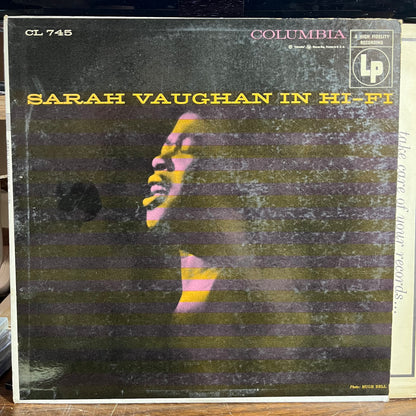 CL 745
COLUMBIA
A HIGH FIDELITY
RECORDING
LP
SARAH VAUGHAN IN HI-FI
take care of your records...
Photo: HUGH BELL